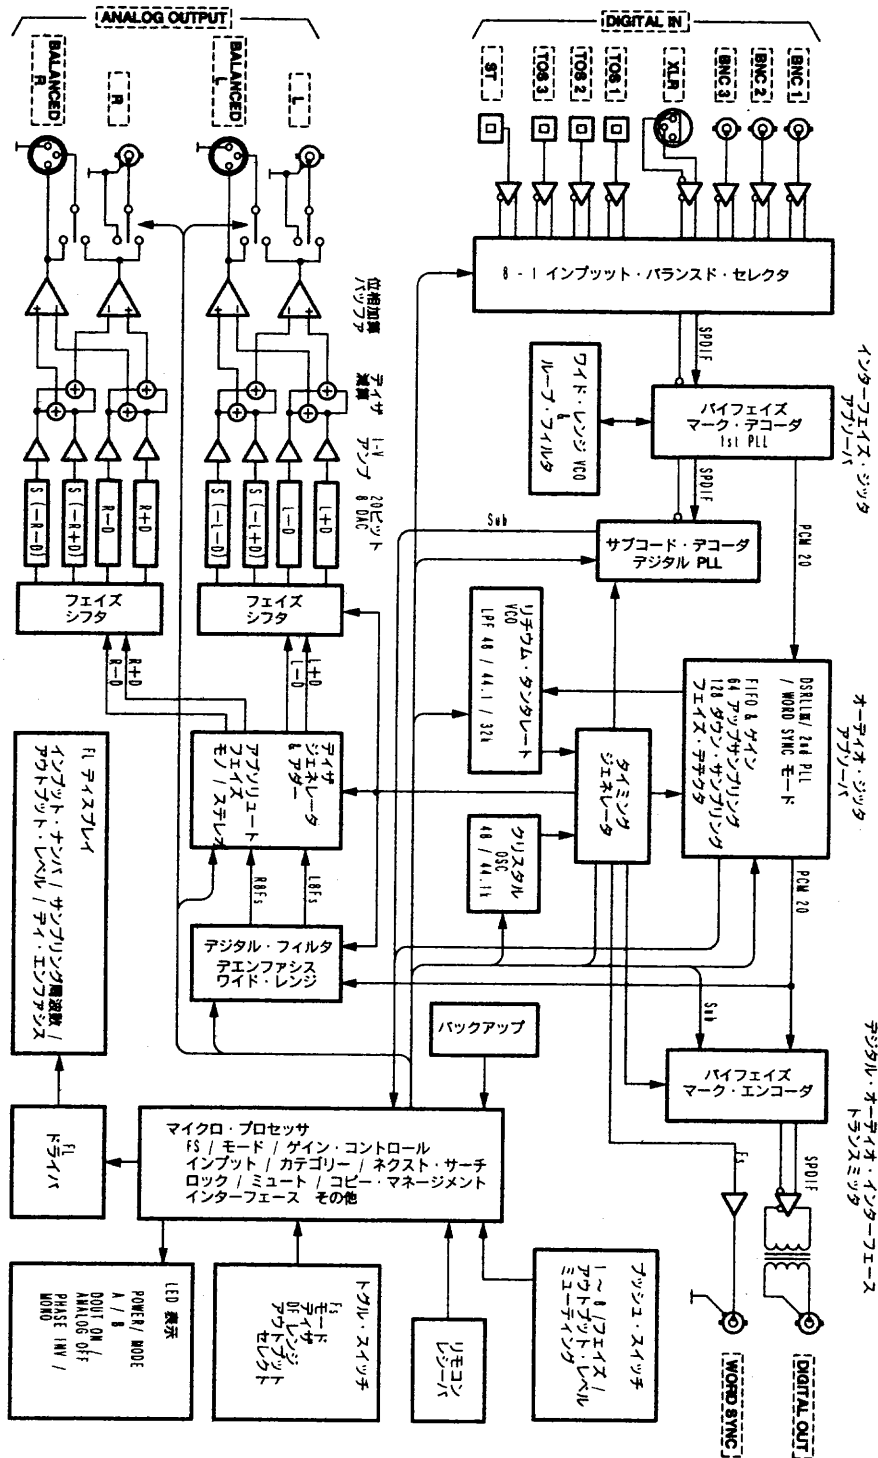 ANALOG OUTPUT
BALANCED
R
R
BALANCED
L
L
DIGITAL IN
ST
TOS 3
TOS 2
TOS 1
XLR
BNC 3
BNC 2
BNC 1
8 - 1 インプット・バランスド・セレクタ
SPDIF
インターフェイズ・ジッタ
アブソーバ
バイフェイズ
マーク・デコーダ
1st PLL
ワイド・レンジ VCO
&
ループ・フィルタ
SPDIF
PCM 20
Sub
サブコード・デコーダ
デジタル PLL
位相加算
バッファ
ディザ
減算
I-V
アンプ
20ビット
8 DAC
S (-R-D)
S (-R+D)
R-D
R+D
S (-L-D)
S (-L+D)
L-D
L+D
フェイズ
シフタ
フェイズ
シフタ
R-D
R+D
L-D
L+D
リチウム・タンタレート
VCO
LPF 48 / 44.1 / 32k
オーディオ・ジッタ
アブソーバ
DSRLLW/ 2nd PLL
/ WORD SYNC モード
FIFO & ゲイン
64 アップサンプリング
128 ダウン・サンプリング
フェイズ・デテクタ
タイミング
ジェネレータ
クリスタル
OSC
48 / 44.1k
PCM 20
ディザ
ジェネレータ
& アダー
アブソリュート
フェイズ
モノ / ステレオ
R8Fs
L8Fs
デジタル・フィルタ
デエンファシス
ワイド・レンジ
FL ディスプレイ
インプット・ナンバ / サンプリング周波数 /
アウトプット・レベル / ディ・エンファシス
バックアップ
Sub
デジタル・オーディオ・インターフェース
トランスミッタ
バイフェイズ
マーク・エンコーダ
SPDIF
Fs
FL
ドライバ
マイクロ・プロセッサ
FS / モード / ゲイン・コントロール
インプット / カテゴリー / ネクスト・サーチ
ロック / ミュート / コピー・マネージメント
インターフェース その他
LED 表示
POWER/ MODE
A / B
DOUT ON /
ANALOG OFF
PHASE INV /
MONO
トグル・スイッチ
Fs
モード
ディザ
DF レンジ
アウトプット
セレクト
リモコン
レシーバ
プッシュ・スイッチ
1 〜 8 /フェイズ /
アウトプット・レベル
ミューティング
WORD SYNC
DIGITAL OUT